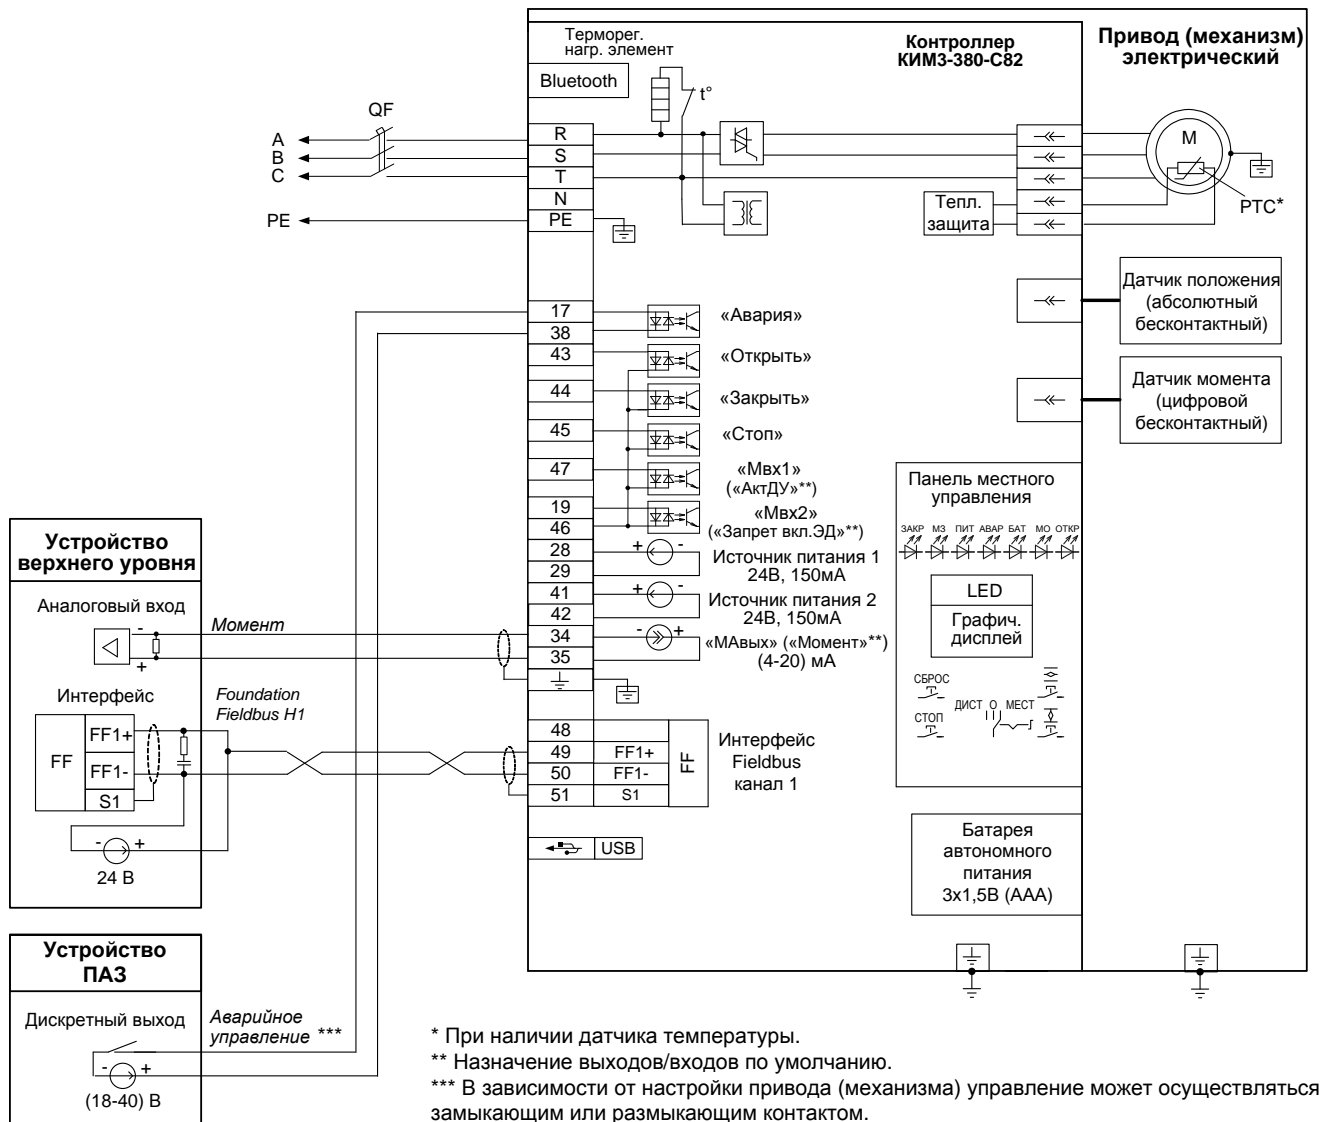 Терморег.
нагр. элемент
Bluetooth
t°
Контроллер
КИМ3-380-С82
Привод (механизм)
электрический
QF
A
B
C
PE
R
S
T
N
PE
M
PTC*
Тепл.
защита
Датчик положения
(абсолютный
бесконтактный)
Датчик момента
(цифровой
бесконтактный)
17
38
43
44
45
47
19
46
28
29
41
42
34
35
«Авария»
«Открыть»
«Закрыть»
«Стоп»
«Мвх1»
(«АктДУ»**)
«Мвх2»
(«Запрет вкл.ЭД»**)
+ -
Источник питания 1
24В, 150мА
+ -
Источник питания 2
24В, 150мА
- +
«МАвых» («Момент»**)
(4-20) мА
48
49 FF1+
50 FF1-
51 S1
FF
Интерфейс
Fieldbus
канал 1
USB
Панель местного
управления
ЗАКР МЗ ПИТ АВАР БАТ МО ОТКР
LED
Графич.
дисплей
СБРОС
СТОП
ДИСТ О МЕСТ
Батарея
автономного
питания
3х1,5В (ААА)
Устройство
верхнего уровня
Аналоговый вход
-
+
Момент
Интерфейс
Foundation
Fieldbus H1
FF
FF1+
FF1-
S1
- +
24 В
Устройство
ПАЗ
Дискретный выход
Аварийное
управление ***
- +
(18-40) В
* При наличии датчика температуры.
** Назначение выходов/входов по умолчанию.
*** В зависимости от настройки привода (механизма) управление может осуществляться
замыкающим или размыкающим контактом.